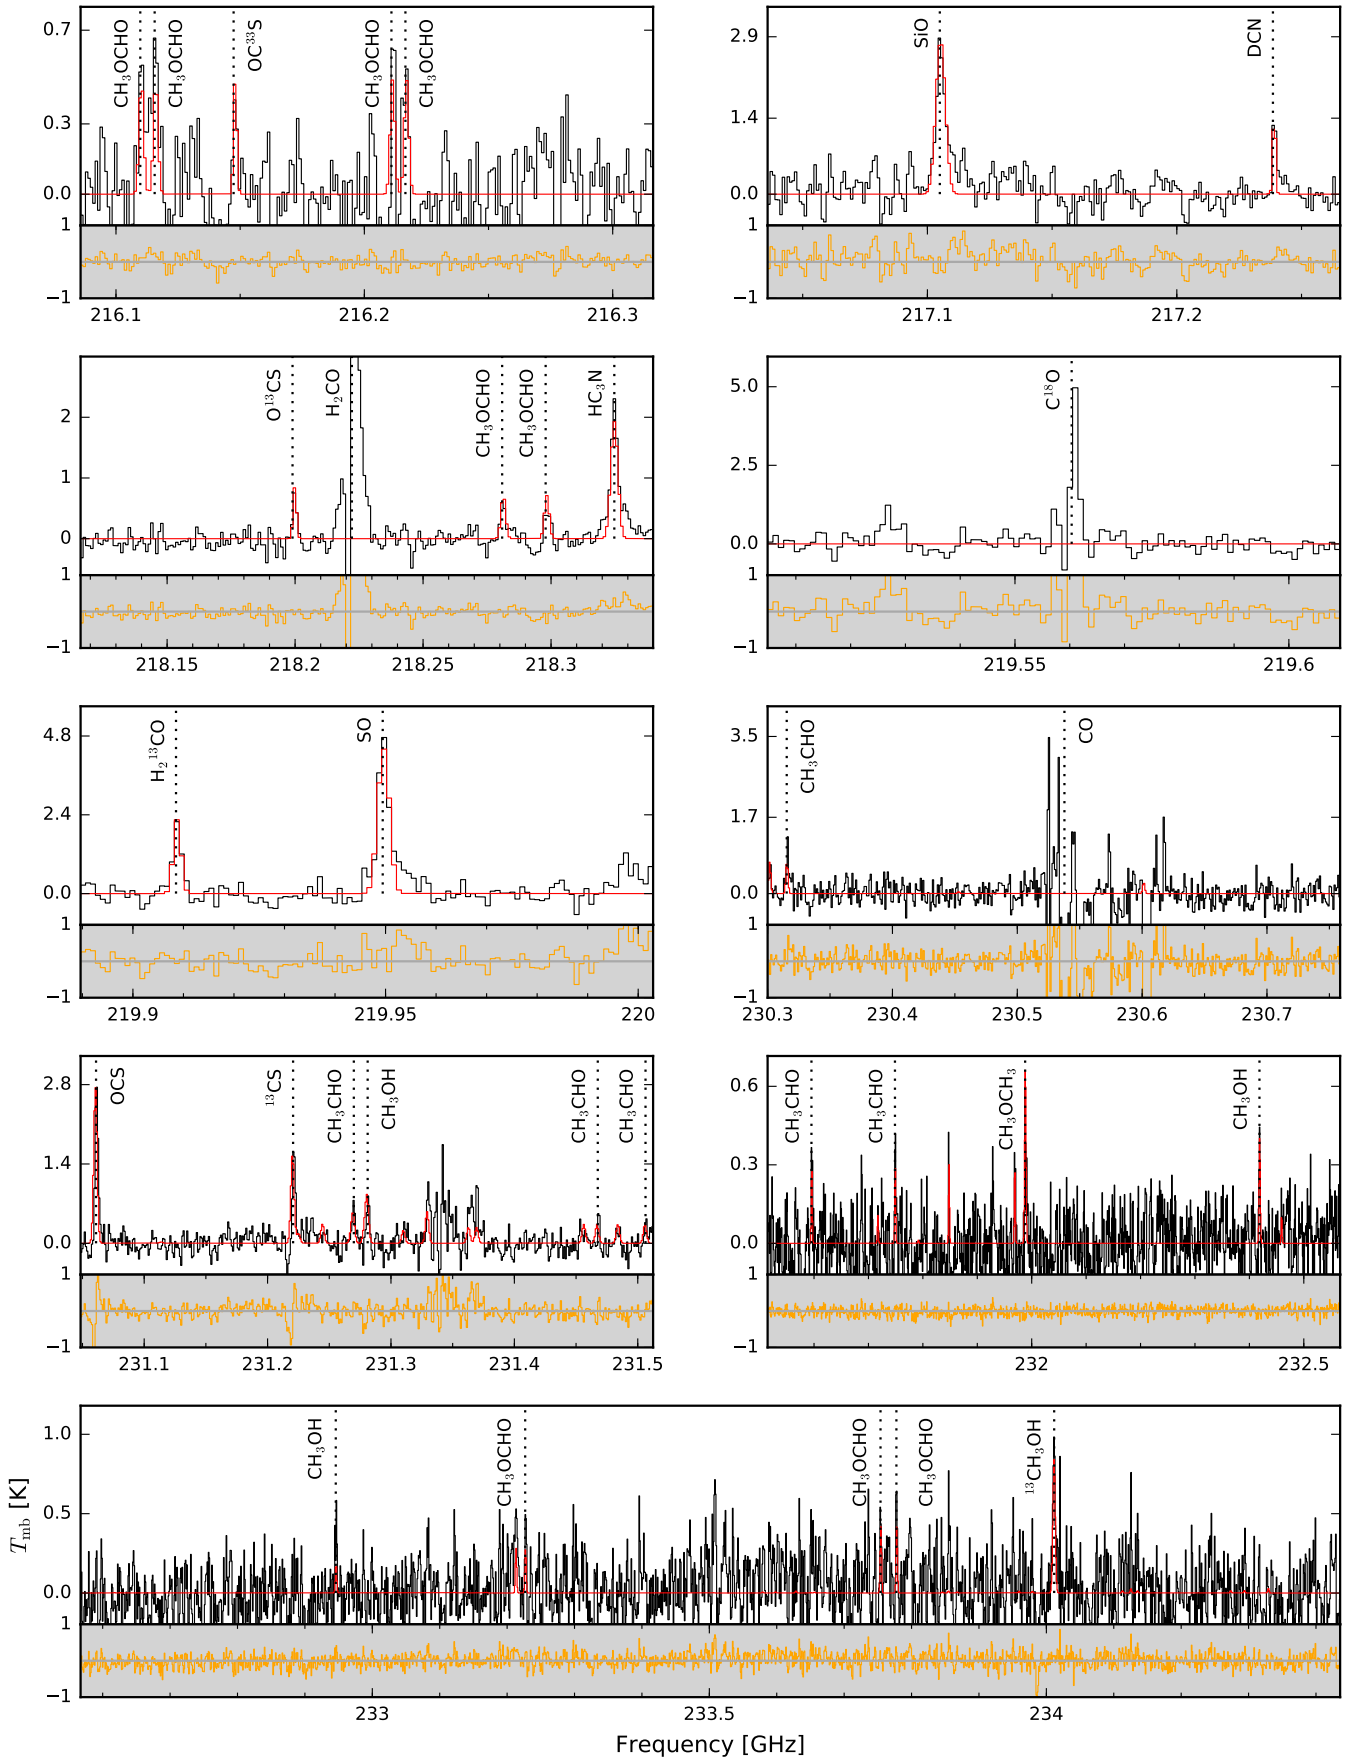 0.7
0.3
0.0
1
−1
CH₃OCHO
CH₃OCHO
OC³³S
CH₃OCHO
CH₃OCHO
216.1 216.2 216.3
2.9
1.4
0.0
1
−1
SiO
DCN
217.1 217.2
2
1
0
1
−1
O¹³CS
H₂CO
CH₃OCHO
CH₃OCHO
HC₃N
218.15 218.2 218.25 218.3
5.0
2.5
0.0
1
−1
C¹⁸O
219.55 219.6
4.8
2.4
0.0
1
−1
H₂¹³CO
SO
219.9 219.95 220
3.5
1.7
0.0
1
−1
CH₃CHO
CO
230.3 230.4 230.5 230.6 230.7
2.8
1.4
0.0
1
−1
OCS
¹³CS
CH₃CHO
CH₃OH
CH₃CHO
CH₃CHO
231.1 231.2 231.3 231.4 231.5
0.6
0.3
0.0
1
−1
CH₃CHO
CH₃CHO
CH₃OCH₃
CH₃OH
232 232.5
1.0
0.5
0.0
1
−1
CH₃OH
CH₃OCHO
CH₃OCHO
CH₃OCHO
¹³CH₃OH
233 233.5 234
T_mb [K]
Frequency [GHz]